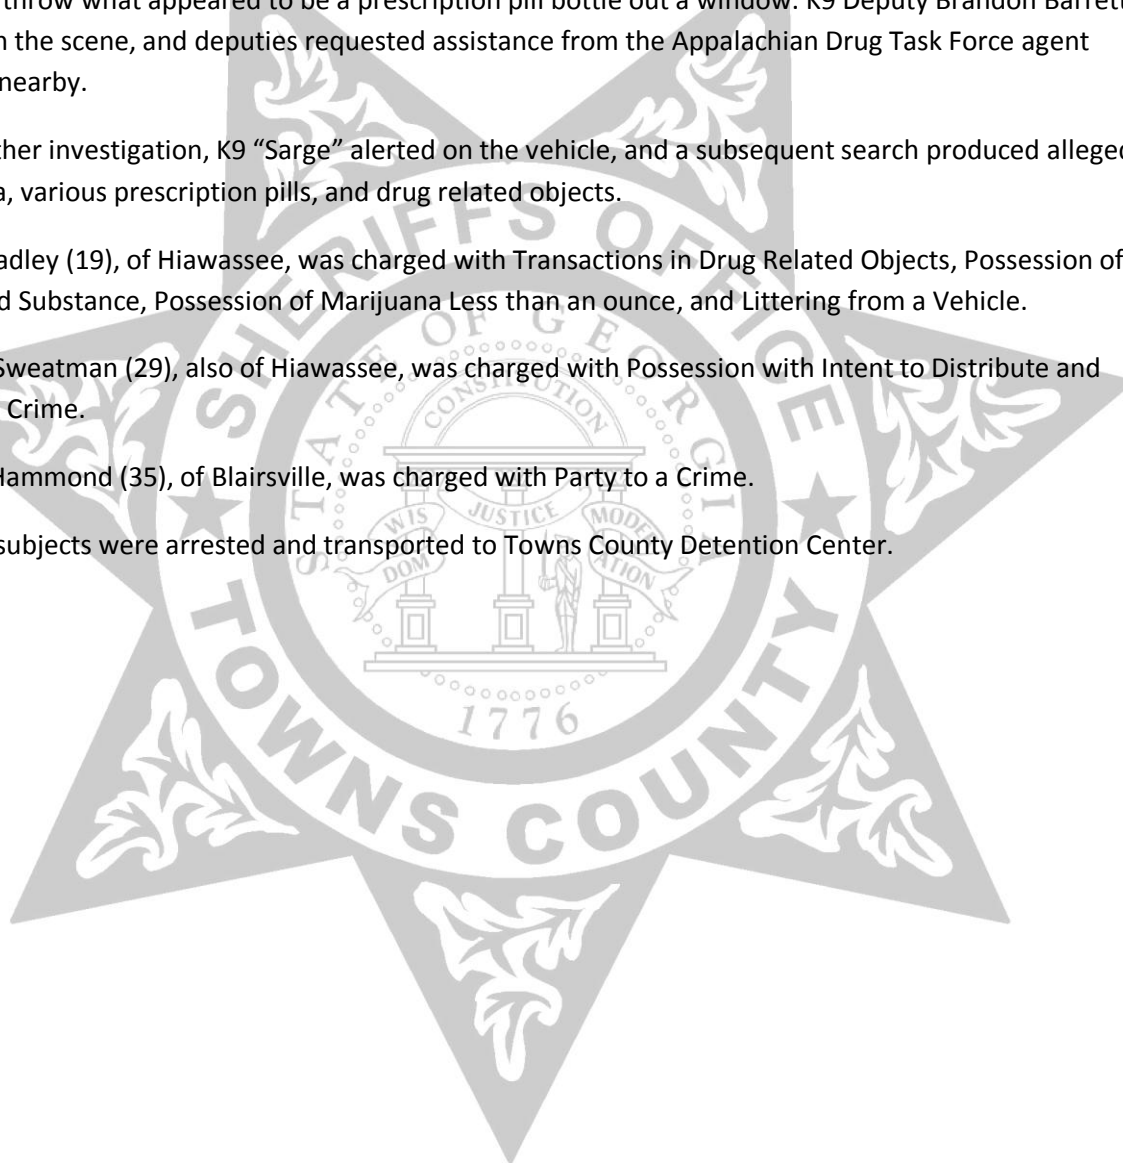 throw what appeared to be a prescription pill bottle out a window. K9 Deputy Brandon Barrett
the scene, and deputies requested assistance from the Appalachian Drug Task Force agent
nearby.
ther investigation, K9 “Sarge” alerted on the vehicle, and a subsequent search produced alleged
a, various prescription pills, and drug related objects.
adley (19), of Hiawassee, was charged with Transactions in Drug Related Objects, Possession of
d Substance, Possession of Marijuana Less than an ounce, and Littering from a Vehicle.
Sweatman (29), also of Hiawassee, was charged with Possession with Intent to Distribute and
Crime.
Hammond (35), of Blairsville, was charged with Party to a Crime.
subjects were arrested and transported to Towns County Detention Center.
SHERIFFS OFFICE
STATE OF GEORGIA
CONSTITUTION
WISDOM JUSTICE MODERATION
1776
TOWNS COUNTY